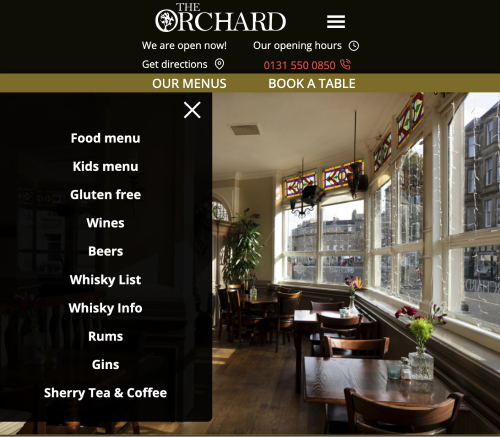 THE
ORCHARD
We are open now!
Our opening hours
Get directions
0131 550 0850
OUR MENUS
BOOK A TABLE
Food menu
Kids menu
Gluten free
Wines
Beers
Whisky List
Whisky Info
Rums
Gins
Sherry Tea & Coffee